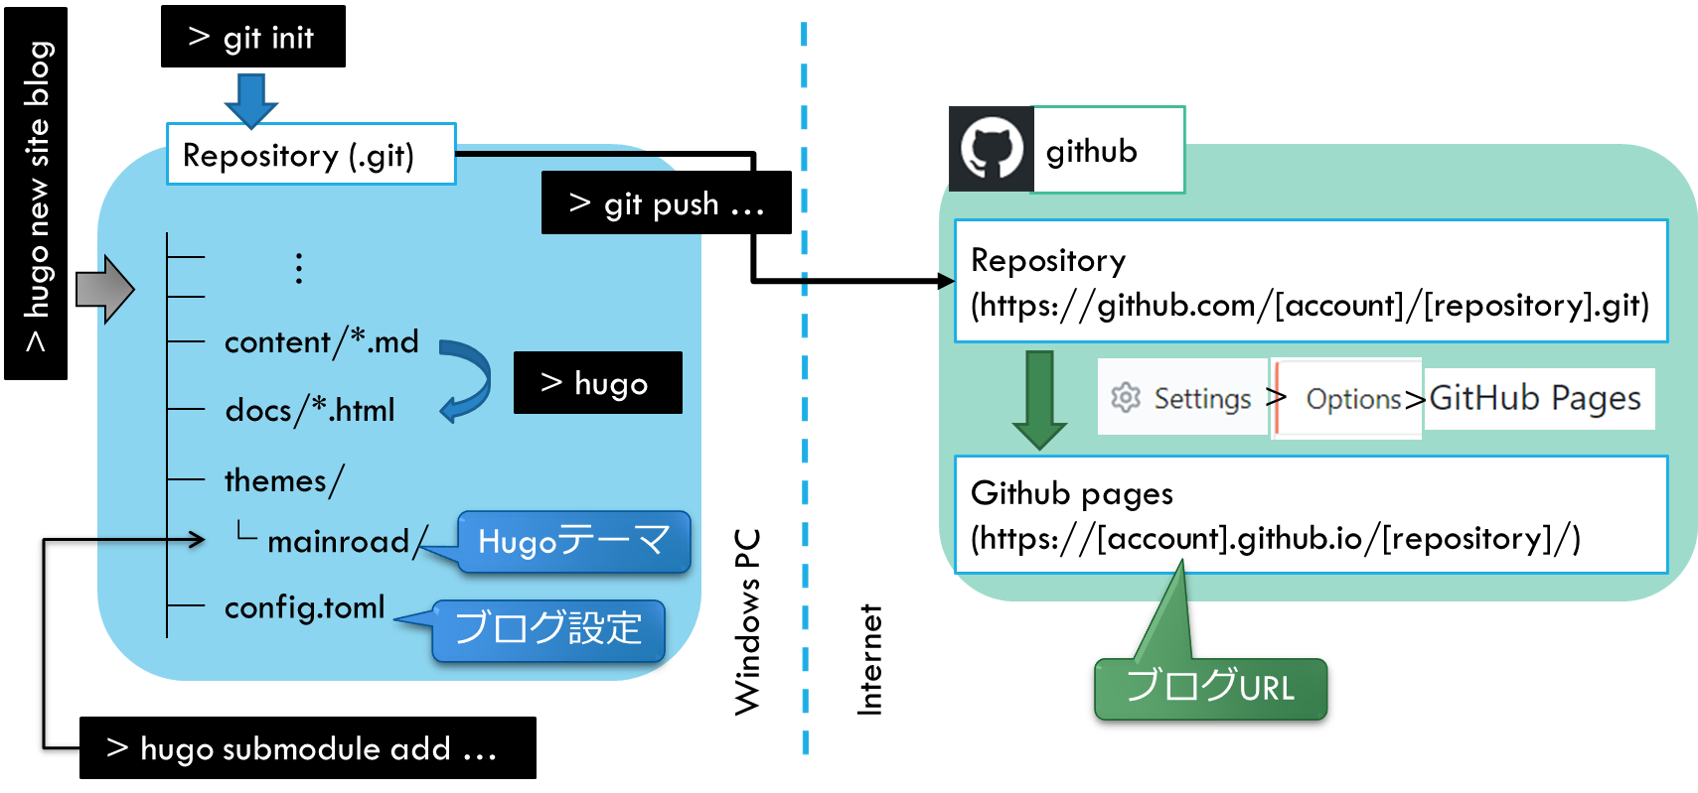 > hugo new site blog
> git init
Repository (.git)
> git push ...
⋮
content/*.md
> hugo
docs/*.html
themes/
└ mainroad/
Hugoテーマ
config.toml
ブログ設定
> hugo submodule add ...
Windows PC
Internet
github
Repository
(https://github.com/[account]/[repository].git)
Settings > Options>GitHub Pages
Github pages
(https://[account].github.io/[repository]/)
ブログURL